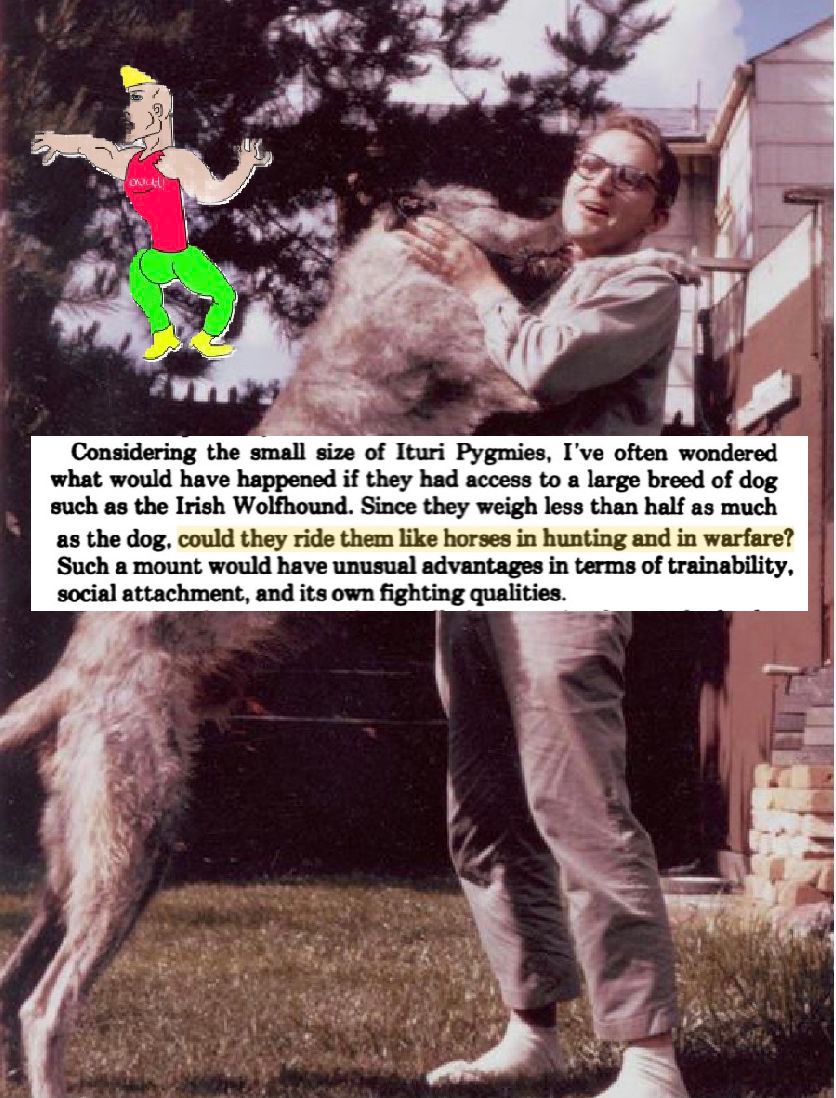 Considering the small size of Ituri Pygmies, I've often wondered
what would have happened if they had access to a large breed of dog
such as the Irish Wolfhound. Since they weigh less than half as much
as the dog, could they ride them like horses in hunting and in warfare?
Such a mount would have unusual advantages in terms of trainability,
social attachment, and its own fighting qualities.